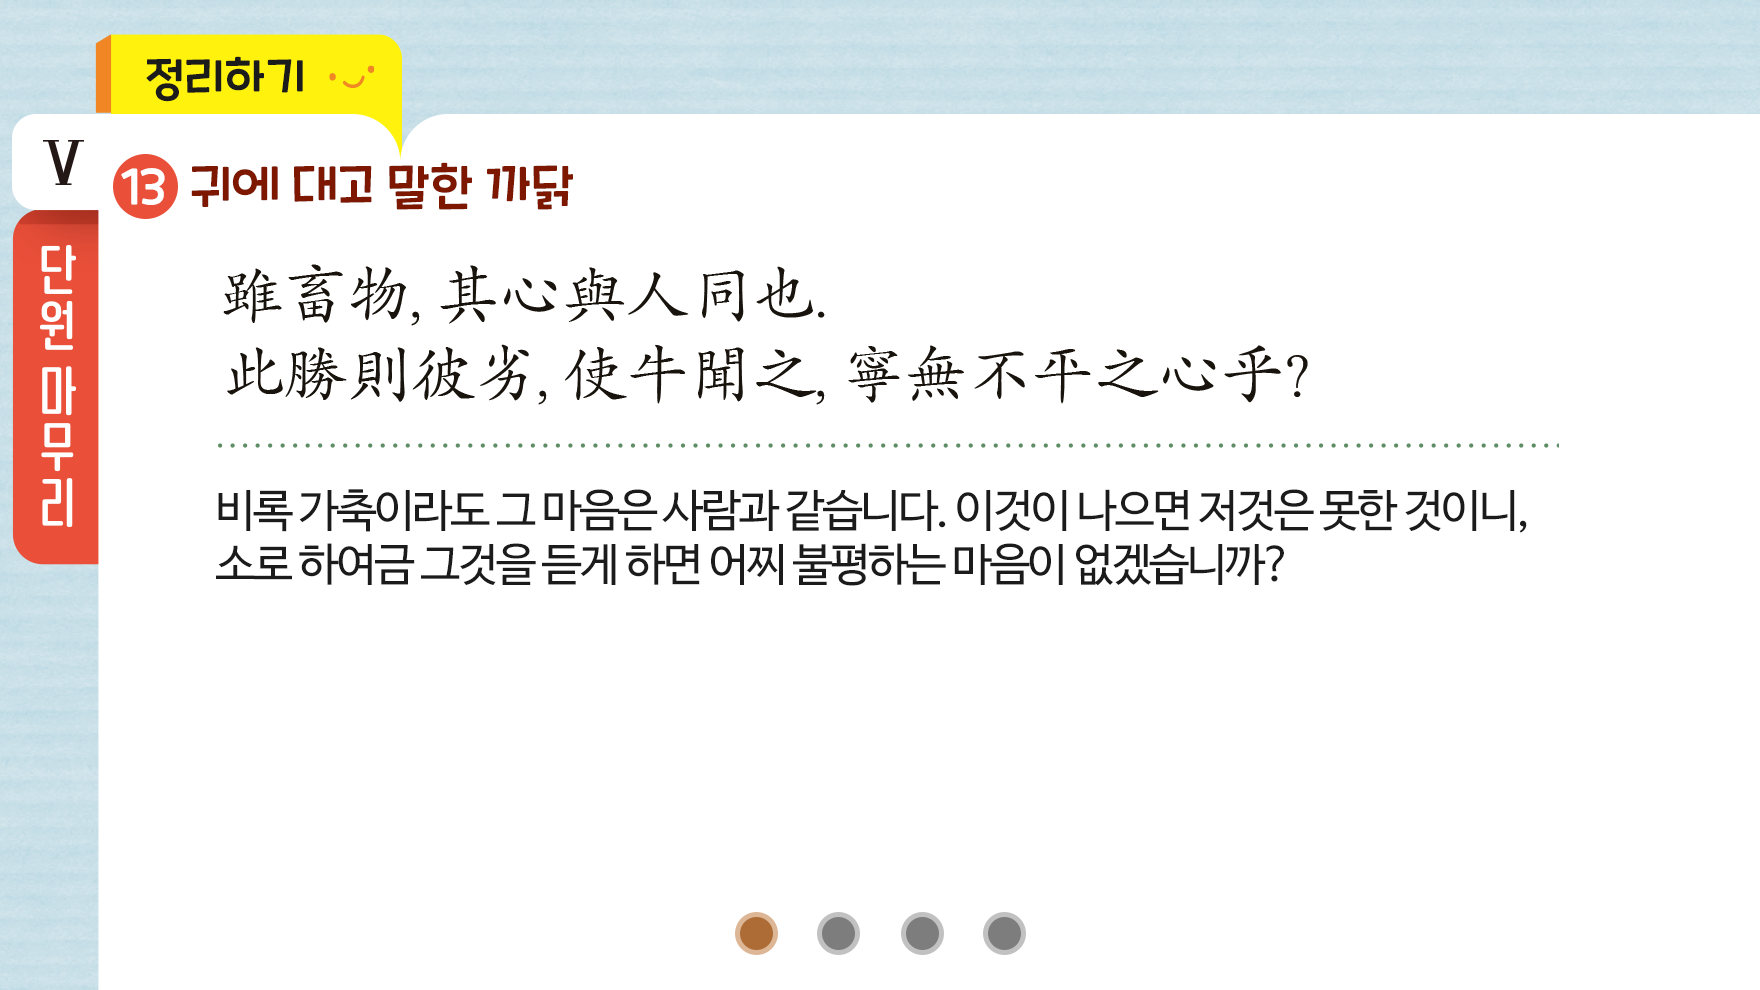 정리하기
V
단원 마무리
13 귀에 대고 말한 까닭
雖畜物, 其心與人同也.
此勝則彼劣, 使牛聞之, 寧無不平之心乎?
비록 가축이라도 그 마음은 사람과 같습니다. 이것이 나으면 저것은 못한 것이니,
소로 하여금 그것을 듣게 하면 어찌 불평하는 마음이 없겠습니까?